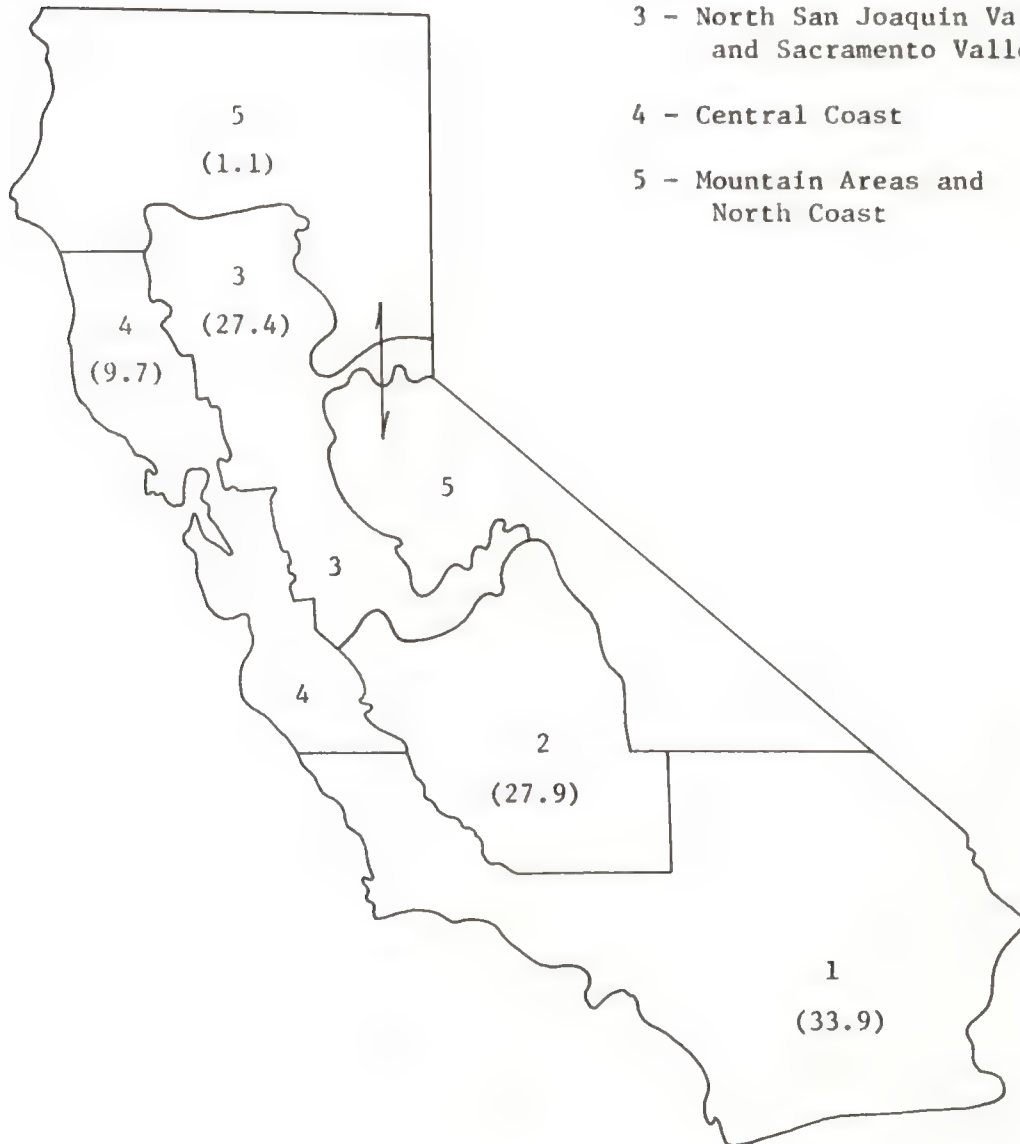 3 - North San Joaquin Va
and Sacramento Vall
4 - Central Coast
5 - Mountain Areas and
North Coast
5
(1.1)
3
(27.4)
4
(9.7)
5
3
4
2
(27.9)
1
(33.9)